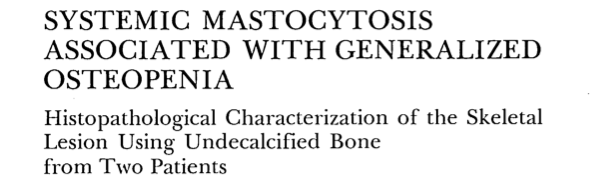 SYSTEMIC MASTOCYTOSIS
ASSOCIATED WITH GENERALIZED
OSTEOPENIA
Histopathological Characterization of the Skeletal
Lesion Using Undecalcified Bone
from Two Patients